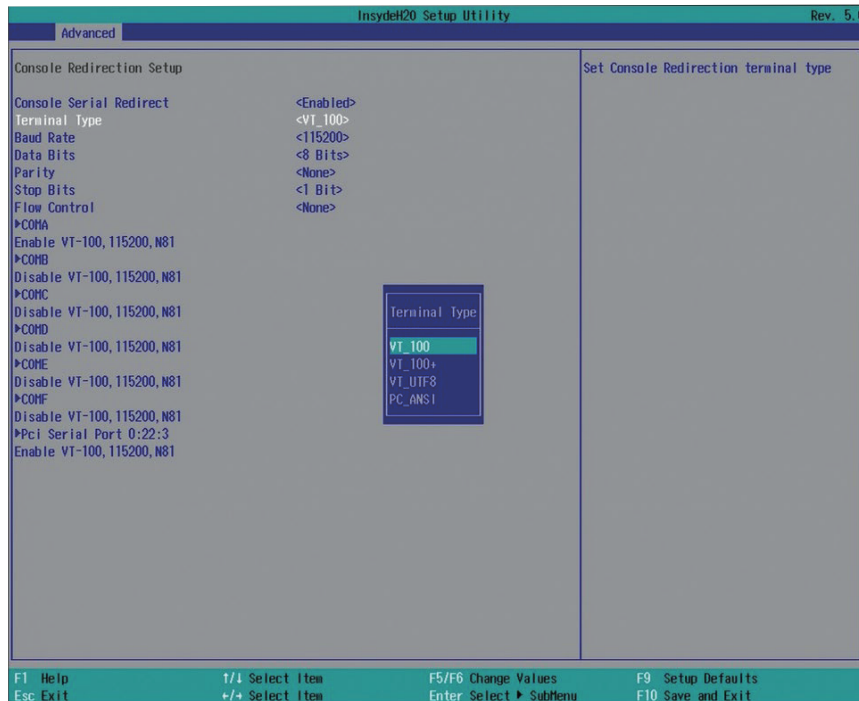 InsydeH20 Setup Utility Rev. 5.
Advanced
Console Redirection Setup
Set Console Redirection terminal type
Console Serial Redirect <Enabled>
Terminal Type <VT_100>
Baud Rate <115200>
Data Bits <8 Bits>
Parity <None>
Stop Bits <1 Bit>
Flow Control <None>
►COMA
Enable VT-100,115200,N81
►COMB
Disable VT-100,115200,N81
►COMC
Disable VT-100,115200,N81
►COMD
Disable VT-100,115200,N81
►COME
Disable VT-100,115200,N81
►COMF
Disable VT-100,115200,N81
►Pci Serial Port 0:22:3
Enable VT-100,115200,N81
Terminal Type
VT_100
VT_100+
VT_UTF8
PC_ANSI
F1 Help ↑/↓ Select Item F5/F6 Change Values F9 Setup Defaults
Esc Exit ←/→ Select Item Enter Select ► SubMenu F10 Save and Exit